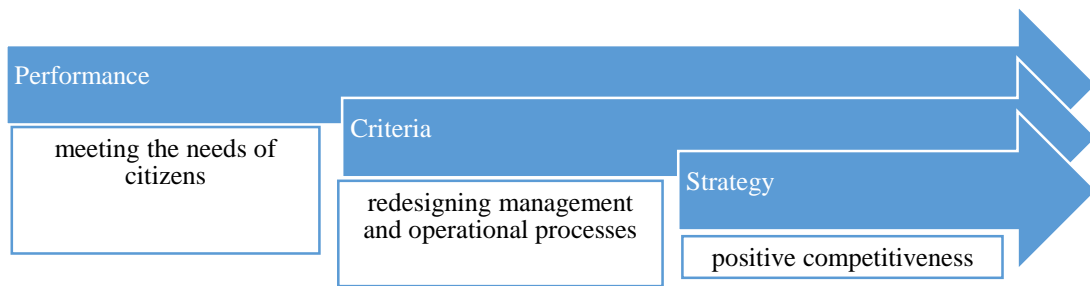 Performance
meeting the needs of
citizens
Criteria
redesigning management
and operational processes
Strategy
positive competitiveness